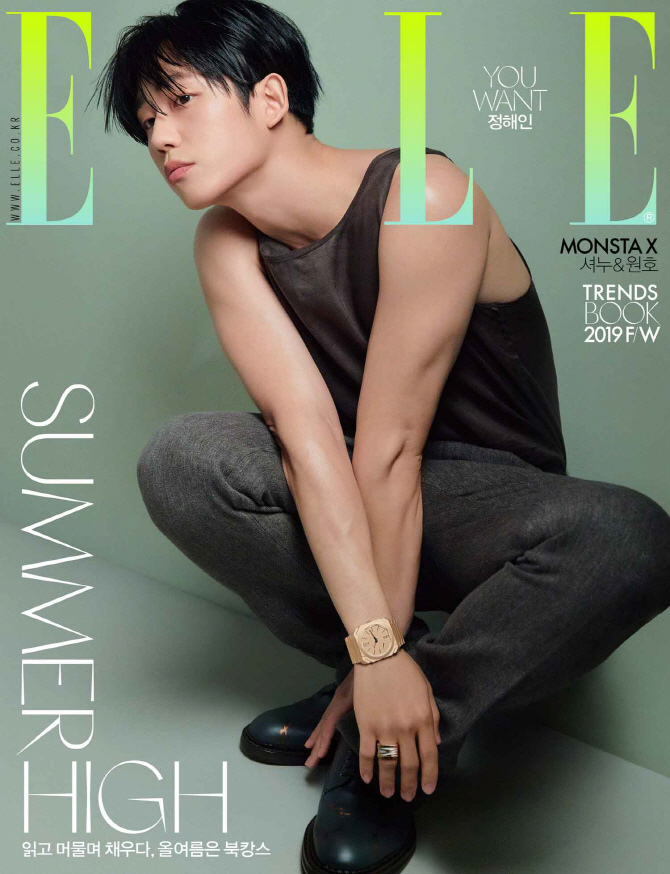 ELLE
WWW.ELLE.CO.KR
YOU
WANT
정해인
MONSTA X
셔누&원호
TRENDS
BOOK
2019 F/W
SUMMER
HIGH
읽고 머물며 채우다, 올여름은 북캉스